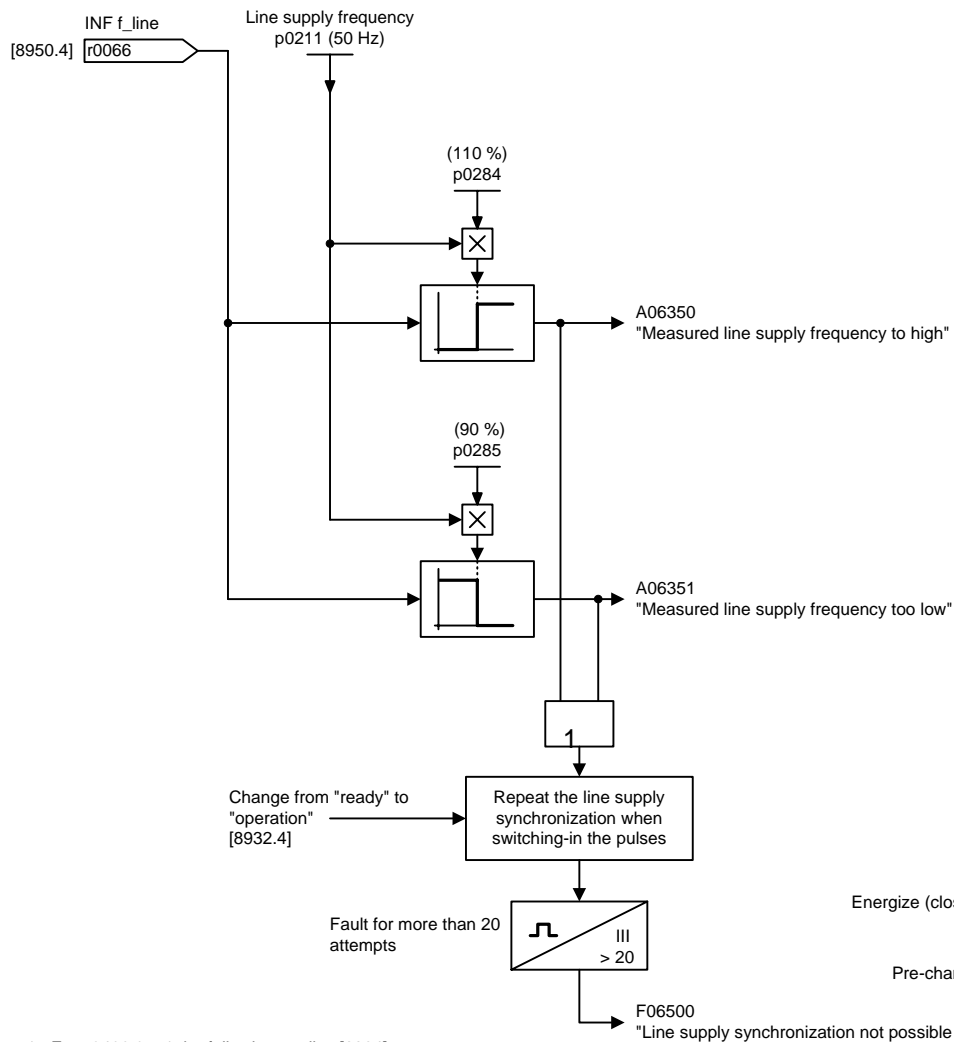 INF f_line
[8950.4]
r0066
Line supply frequency
p0211 (50 Hz)
(110 %)
p0284
A06350
"Measured line supply frequency to high"
(90 %)
p0285
A06351
"Measured line supply frequency too low"
1
Change from "ready" to
"operation"
[8932.4]
Repeat the line supply
synchronization when
switching-in the pulses
Fault for more than 20
attempts
III
> 20
Energize (clos
Pre-char
F06500
"Line supply synchronization not possible